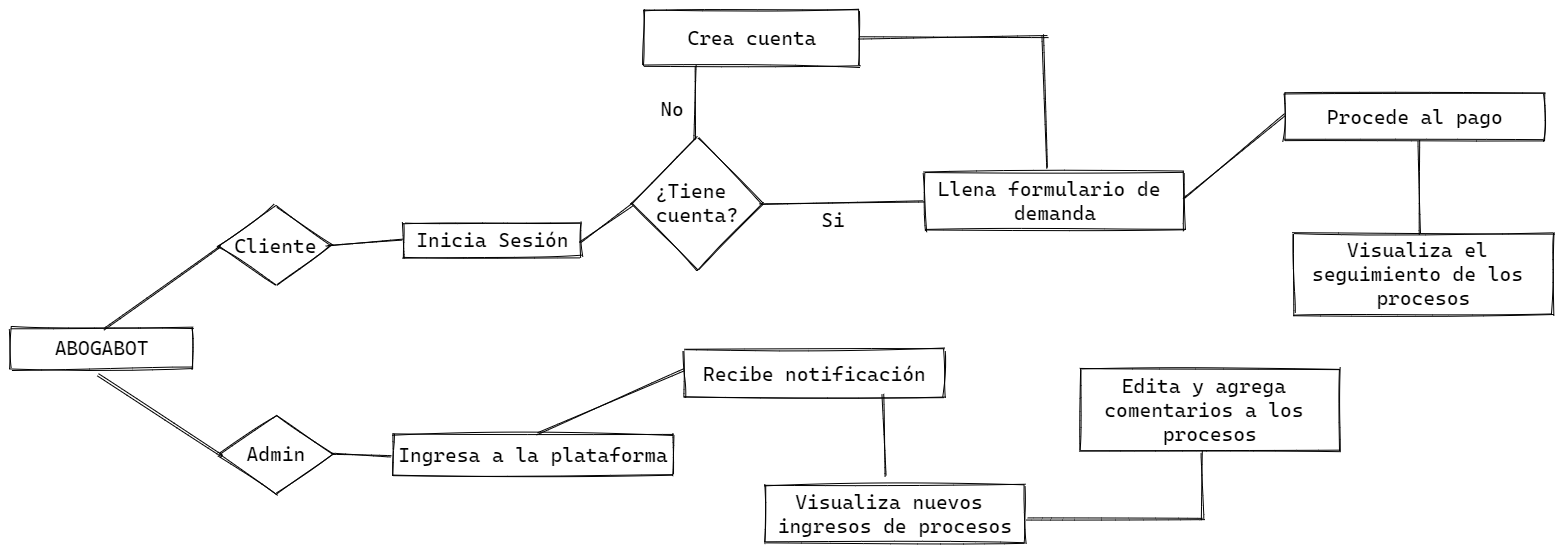 Crea cuenta
No
Procede al pago
¿Tiene
cuenta?
Llena formulario de
demanda
Si
Cliente
Inicia Sesión
Visualiza el
seguimiento de los
procesos
ABOGABOT
Recibe notificación
Edita y agrega
comentarios a los
procesos
Admin
Ingresa a la plataforma
Visualiza nuevos
ingresos de procesos